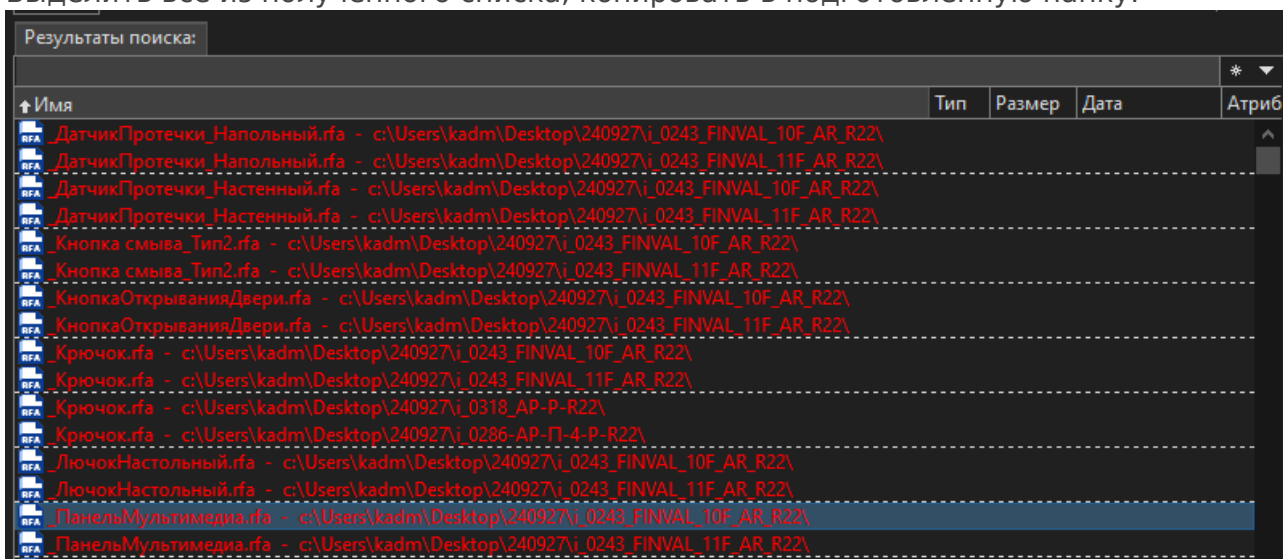 Выделить все из полученного списка, копировать в подготовленную папку.
Результаты поиска:
Имя Тип Размер Дата Атриб
_ДатчикПротечки_Напольный.rfa - c:\Users\kadm\Desktop\240927\i_0243_FINVAL_10F_AR_R22\
_ДатчикПротечки_Напольный.rfa - c:\Users\kadm\Desktop\240927\i_0243_FINVAL_11F_AR_R22\
_ДатчикПротечки_Настенный.rfa - c:\Users\kadm\Desktop\240927\i_0243_FINVAL_10F_AR_R22\
_ДатчикПротечки_Настенный.rfa - c:\Users\kadm\Desktop\240927\i_0243_FINVAL_11F_AR_R22\
_Кнопка смыва_Тип2.rfa - c:\Users\kadm\Desktop\240927\i_0243_FINVAL_10F_AR_R22\
_Кнопка смыва_Тип2.rfa - c:\Users\kadm\Desktop\240927\i_0243_FINVAL_11F_AR_R22\
_КнопкаОткрыванияДвери.rfa - c:\Users\kadm\Desktop\240927\i_0243_FINVAL_10F_AR_R22\
_КнопкаОткрыванияДвери.rfa - c:\Users\kadm\Desktop\240927\i_0243_FINVAL_11F_AR_R22\
_Крючок.rfa - c:\Users\kadm\Desktop\240927\i_0243_FINVAL_10F_AR_R22\
_Крючок.rfa - c:\Users\kadm\Desktop\240927\i_0243_FINVAL_11F_AR_R22\
_Крючок.rfa - c:\Users\kadm\Desktop\240927\i_0318_АР-Р-R22\
_Крючок.rfa - c:\Users\kadm\Desktop\240927\i_0286-АР-П-4-Р-R22\
_ЛючокНастольный.rfa - c:\Users\kadm\Desktop\240927\i_0243_FINVAL_10F_AR_R22\
_ЛючокНастольный.rfa - c:\Users\kadm\Desktop\240927\i_0243_FINVAL_11F_AR_R22\
_ПанельМультимедиа.rfa - c:\Users\kadm\Desktop\240927\i_0243_FINVAL_10F_AR_R22\
_ПанельМультимедиа.rfa - c:\Users\kadm\Desktop\240927\i_0243_FINVAL_11F_AR_R22\